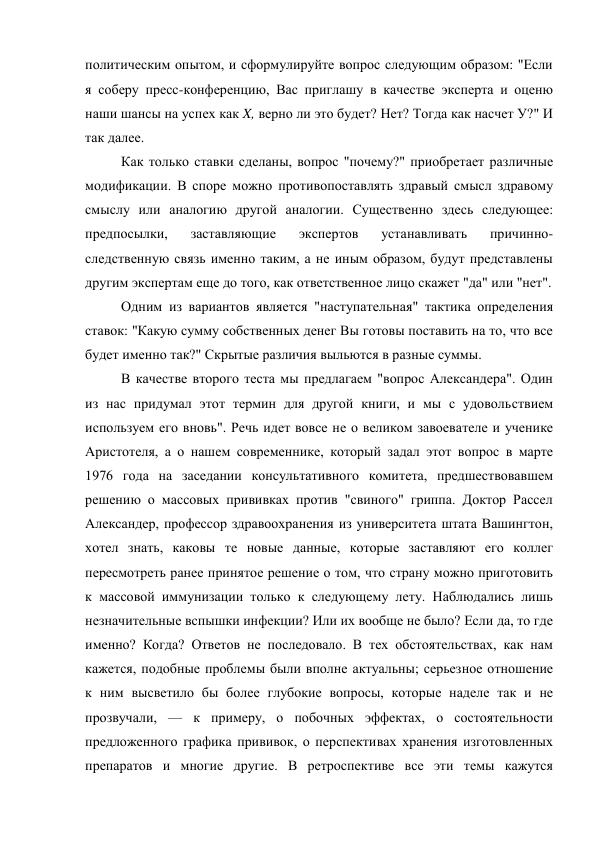 политическим опытом, и сформулируйте вопрос следующим образом: "Если
я соберу пресс-конференцию, Вас приглашу в качестве эксперта и оценю
наши шансы на успех как X, верно ли это будет? Нет? Тогда как насчет У?" И
так далее.
Как только ставки сделаны, вопрос "почему?" приобретает различные
модификации. В споре можно противопоставлять здравый смысл здравому
смыслу или аналогию другой аналогии. Существенно здесь следующее:
предпосылки, заставляющие экспертов устанавливать причинно-
следственную связь именно таким, а не иным образом, будут представлены
другим экспертам еще до того, как ответственное лицо скажет "да" или "нет".
Одним из вариантов является "наступательная" тактика определения
ставок: "Какую сумму собственных денег Вы готовы поставить на то, что все
будет именно так?" Скрытые различия выльются в разные суммы.
В качестве второго теста мы предлагаем "вопрос Александера". Один
из нас придумал этот термин для другой книги, и мы с удовольствием
используем его вновь". Речь идет вовсе не о великом завоевателе и ученике
Аристотеля, а о нашем современнике, который задал этот вопрос в марте
1976 года на заседании консультативного комитета, предшествовавшем
решению о массовых прививках против "свиного" гриппа. Доктор Рассел
Александер, профессор здравоохранения из университета штата Вашингтон,
хотел знать, каковы те новые данные, которые заставляют его коллег
пересмотреть ранее принятое решение о том, что страну можно приготовить
к массовой иммунизации только к следующему лету. Наблюдались лишь
незначительные вспышки инфекции? Или их вообще не было? Если да, то где
именно? Когда? Ответов не последовало. В тех обстоятельствах, как нам
кажется, подобные проблемы были вполне актуальны; серьезное отношение
к ним высветило бы более глубокие вопросы, которые наделе так и не
прозвучали, — к примеру, о побочных эффектах, о состоятельности
предложенного графика прививок, о перспективах хранения изготовленных
препаратов и многие другие. В ретроспективе все эти темы кажутся